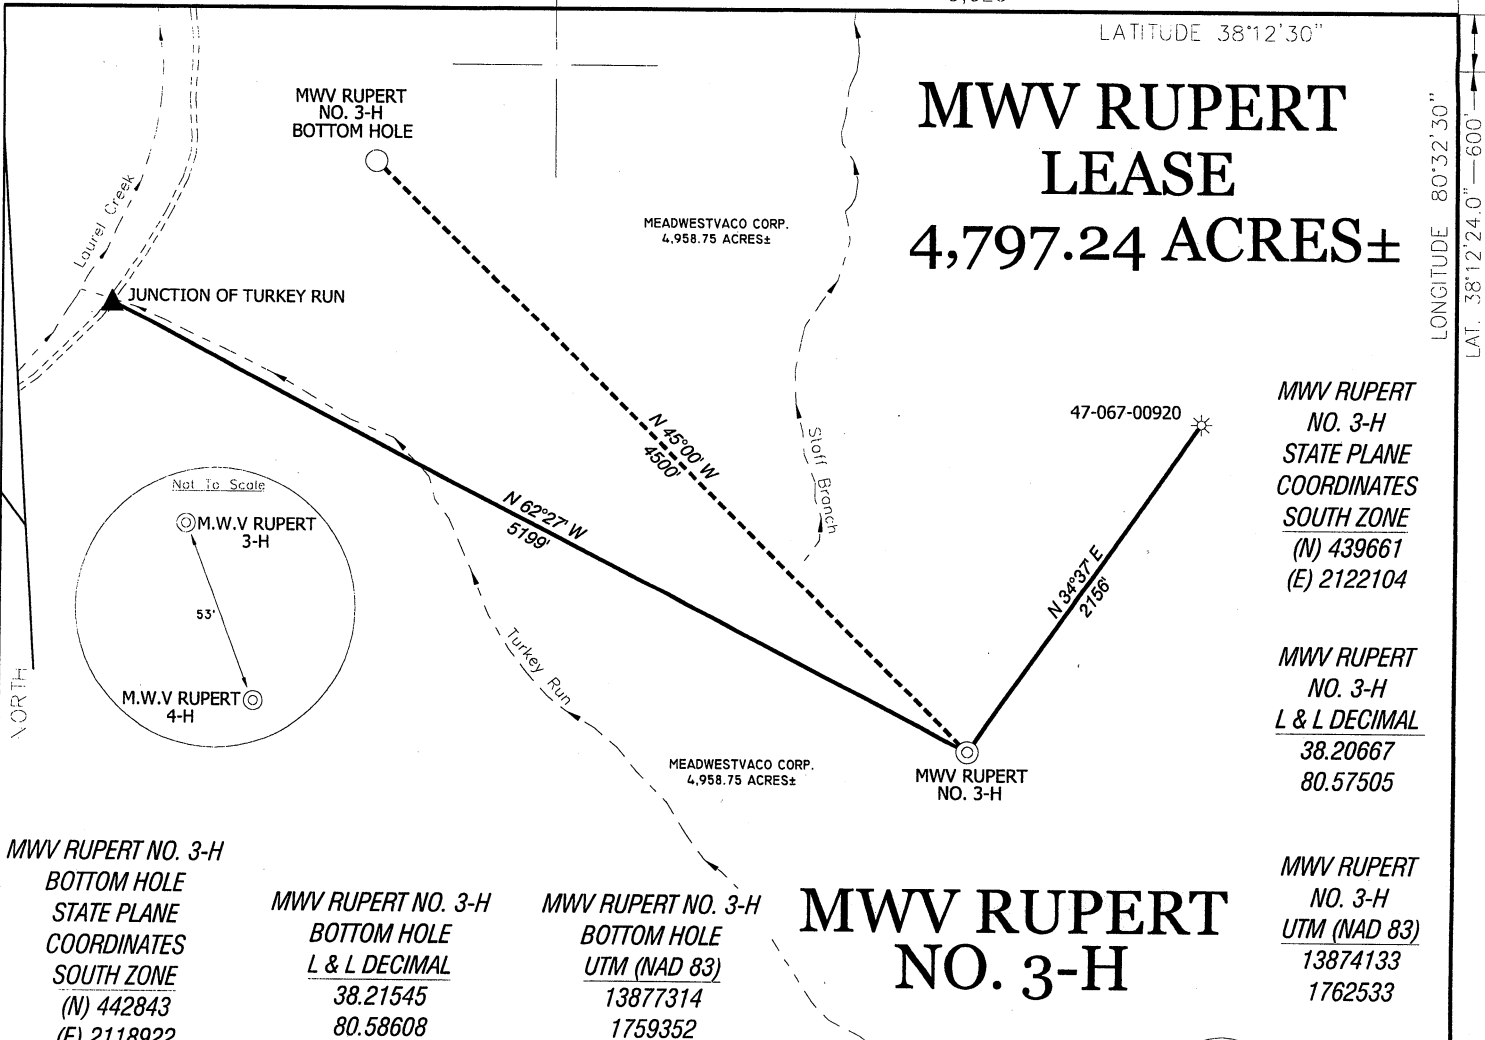 LATITUDE 38°12'30"
MWV RUPERT
LEASE
4,797.24 ACRES±
LONGITUDE 80°32'30"
LAT. 38°12'24.0"
600'
MWV RUPERT
NO. 3-H
BOTTOM HOLE
Laurel Creek
MEADWESTVACO CORP.
4,958.75 ACRES±
JUNCTION OF TURKEY RUN
47-067-00920
N 45°00' W
4500'
Staff Branch
N 62°27' W
5199'
N 34°37' E
2156'
Not To Scale
M.W.V RUPERT
3-H
53'
M.W.V RUPERT
4-H
NORTH
Turkey Run
MEADWESTVACO CORP.
4,958.75 ACRES±
MWV RUPERT
NO. 3-H
MWV RUPERT
NO. 3-H
STATE PLANE
COORDINATES
SOUTH ZONE
(N) 439661
(E) 2122104
MWV RUPERT
NO. 3-H
L & L DECIMAL
38.20667
80.57505
MWV RUPERT
NO. 3-H
UTM (NAD 83)
13874133
1762533
MWV RUPERT NO. 3-H
BOTTOM HOLE
STATE PLANE
COORDINATES
SOUTH ZONE
(N) 442843
(E) 2118922
MWV RUPERT NO. 3-H
BOTTOM HOLE
L & L DECIMAL
38.21545
80.58608
MWV RUPERT NO. 3-H
BOTTOM HOLE
UTM (NAD 83)
13877314
1759352
MWV RUPERT
NO. 3-H